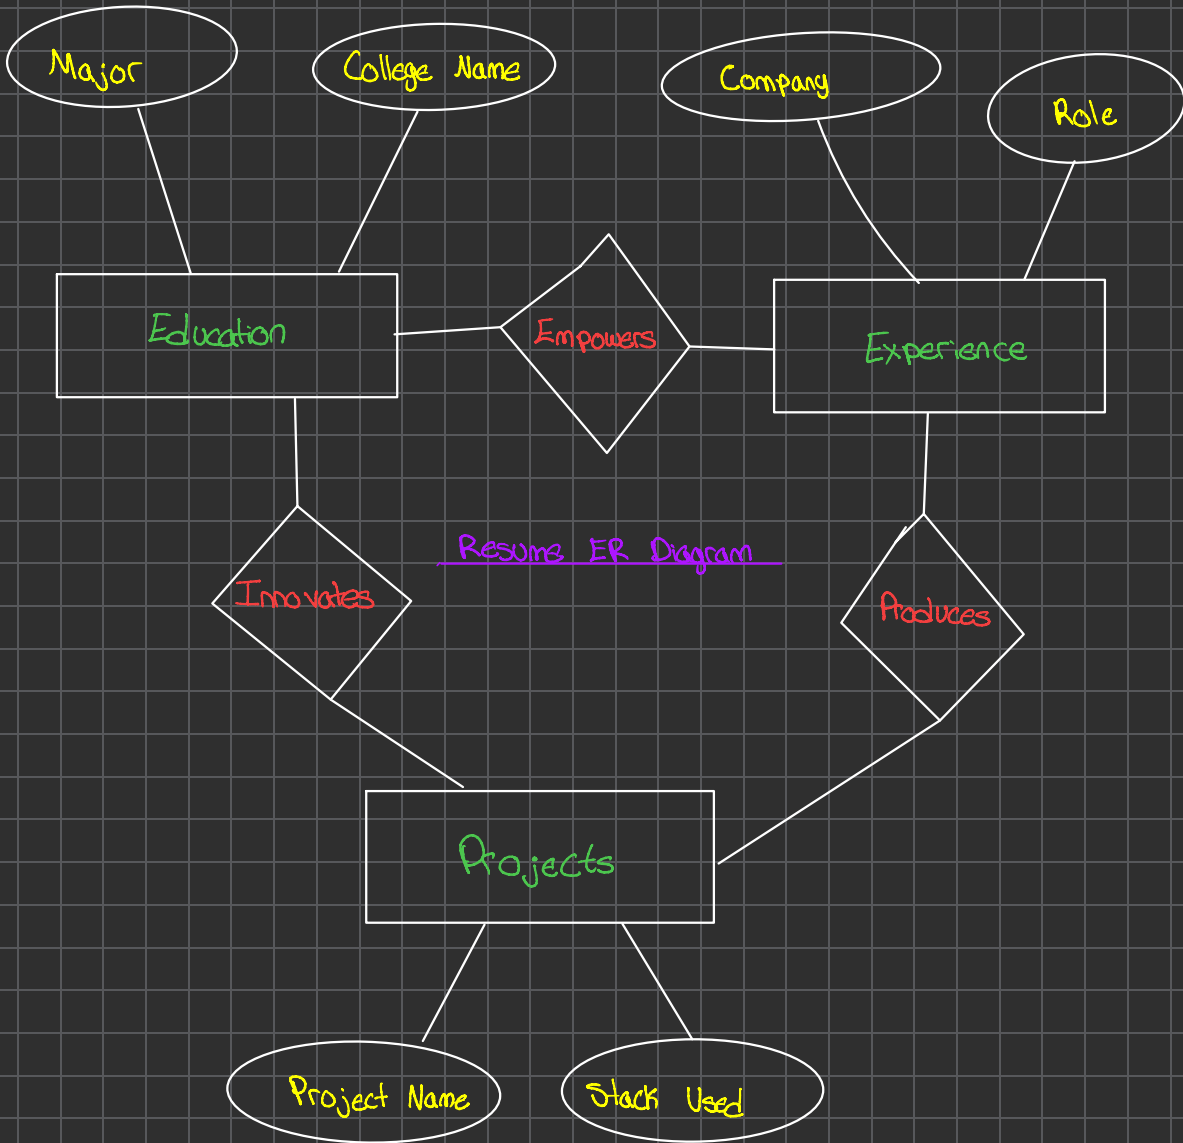 Major
College Name
Company
Role
Education
Empowers
Experience
Resume ER Diagram
Innovates
Produces
Projects
Project Name
Stack Used